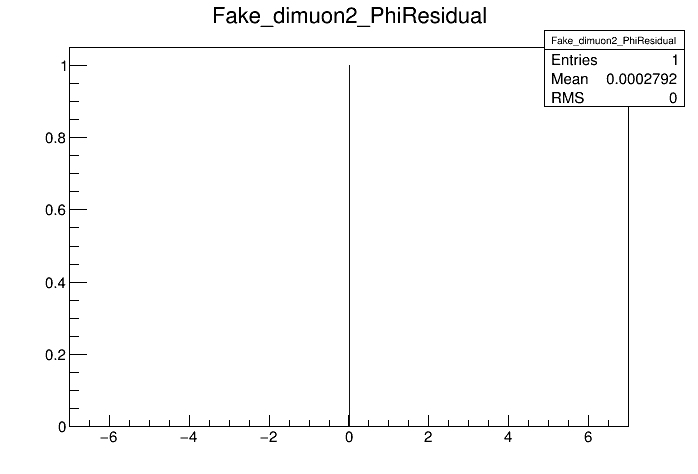 Fake_dimuon2_PhiResidual
Fake_dimuon2_PhiResidual
Entries 1
Mean 0.0002792
RMS 0
1
0.8
0.6
0.4
0.2
0
−6 −4 −2 0 2 4 6